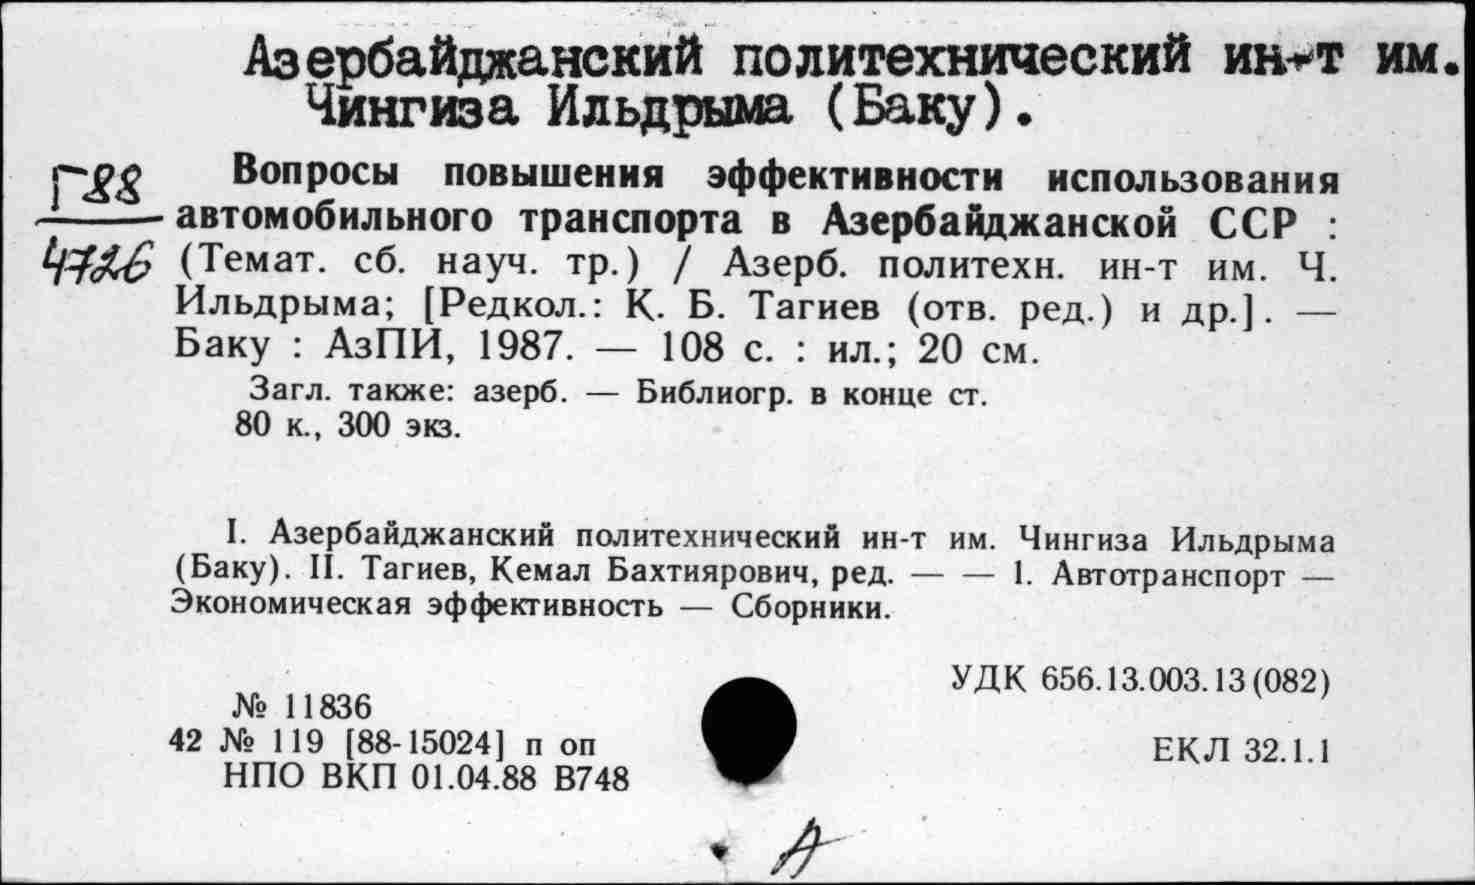 Азербайджанский политехнический ин-т им.
Чингиза Ильдрыма (Баку).
Г88
4726
Вопросы повышения эффективности использования
автомобильного транспорта в Азербайджанской ССР :
(Темат. сб. науч. тр.) / Азерб. политехн. ин-т им. Ч.
Ильдрыма; [Редкол.: К. Б. Тагиев (отв. ред.) и др.]. —
Баку : АзПИ, 1987. — 108 с. : ил.; 20 см.
Загл. также: азерб. — Библиогр. в конце ст.
80 к., 300 экз.
I. Азербайджанский политехнический ин-т им. Чингиза Ильдрыма
(Баку). II. Тагиев, Кемал Бахтиярович, ред. — — 1. Автотранспорт —
Экономическая эффективность — Сборники.
УДК 656.13.003.13(082)
№ 11836
42 № 119 [88-15024] п оп
ЕКЛ 32.1.1
НПО ВКП 01.04.88 В748
А